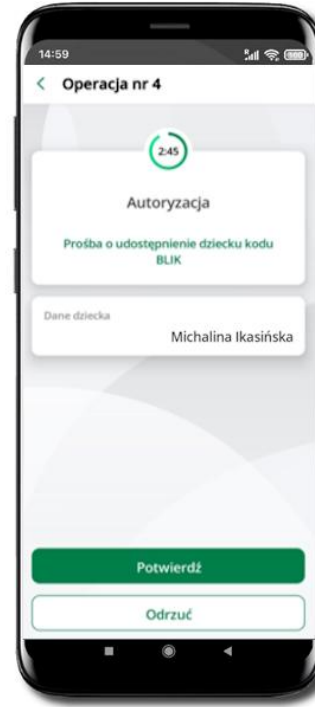 14:59
Operacja nr 4
2:45
Autoryzacja
Prośba o udostępnienie dziecku kodu
BLIK
Dane dziecka
Michalina Ikasińska
Potwierdź
Odrzuć